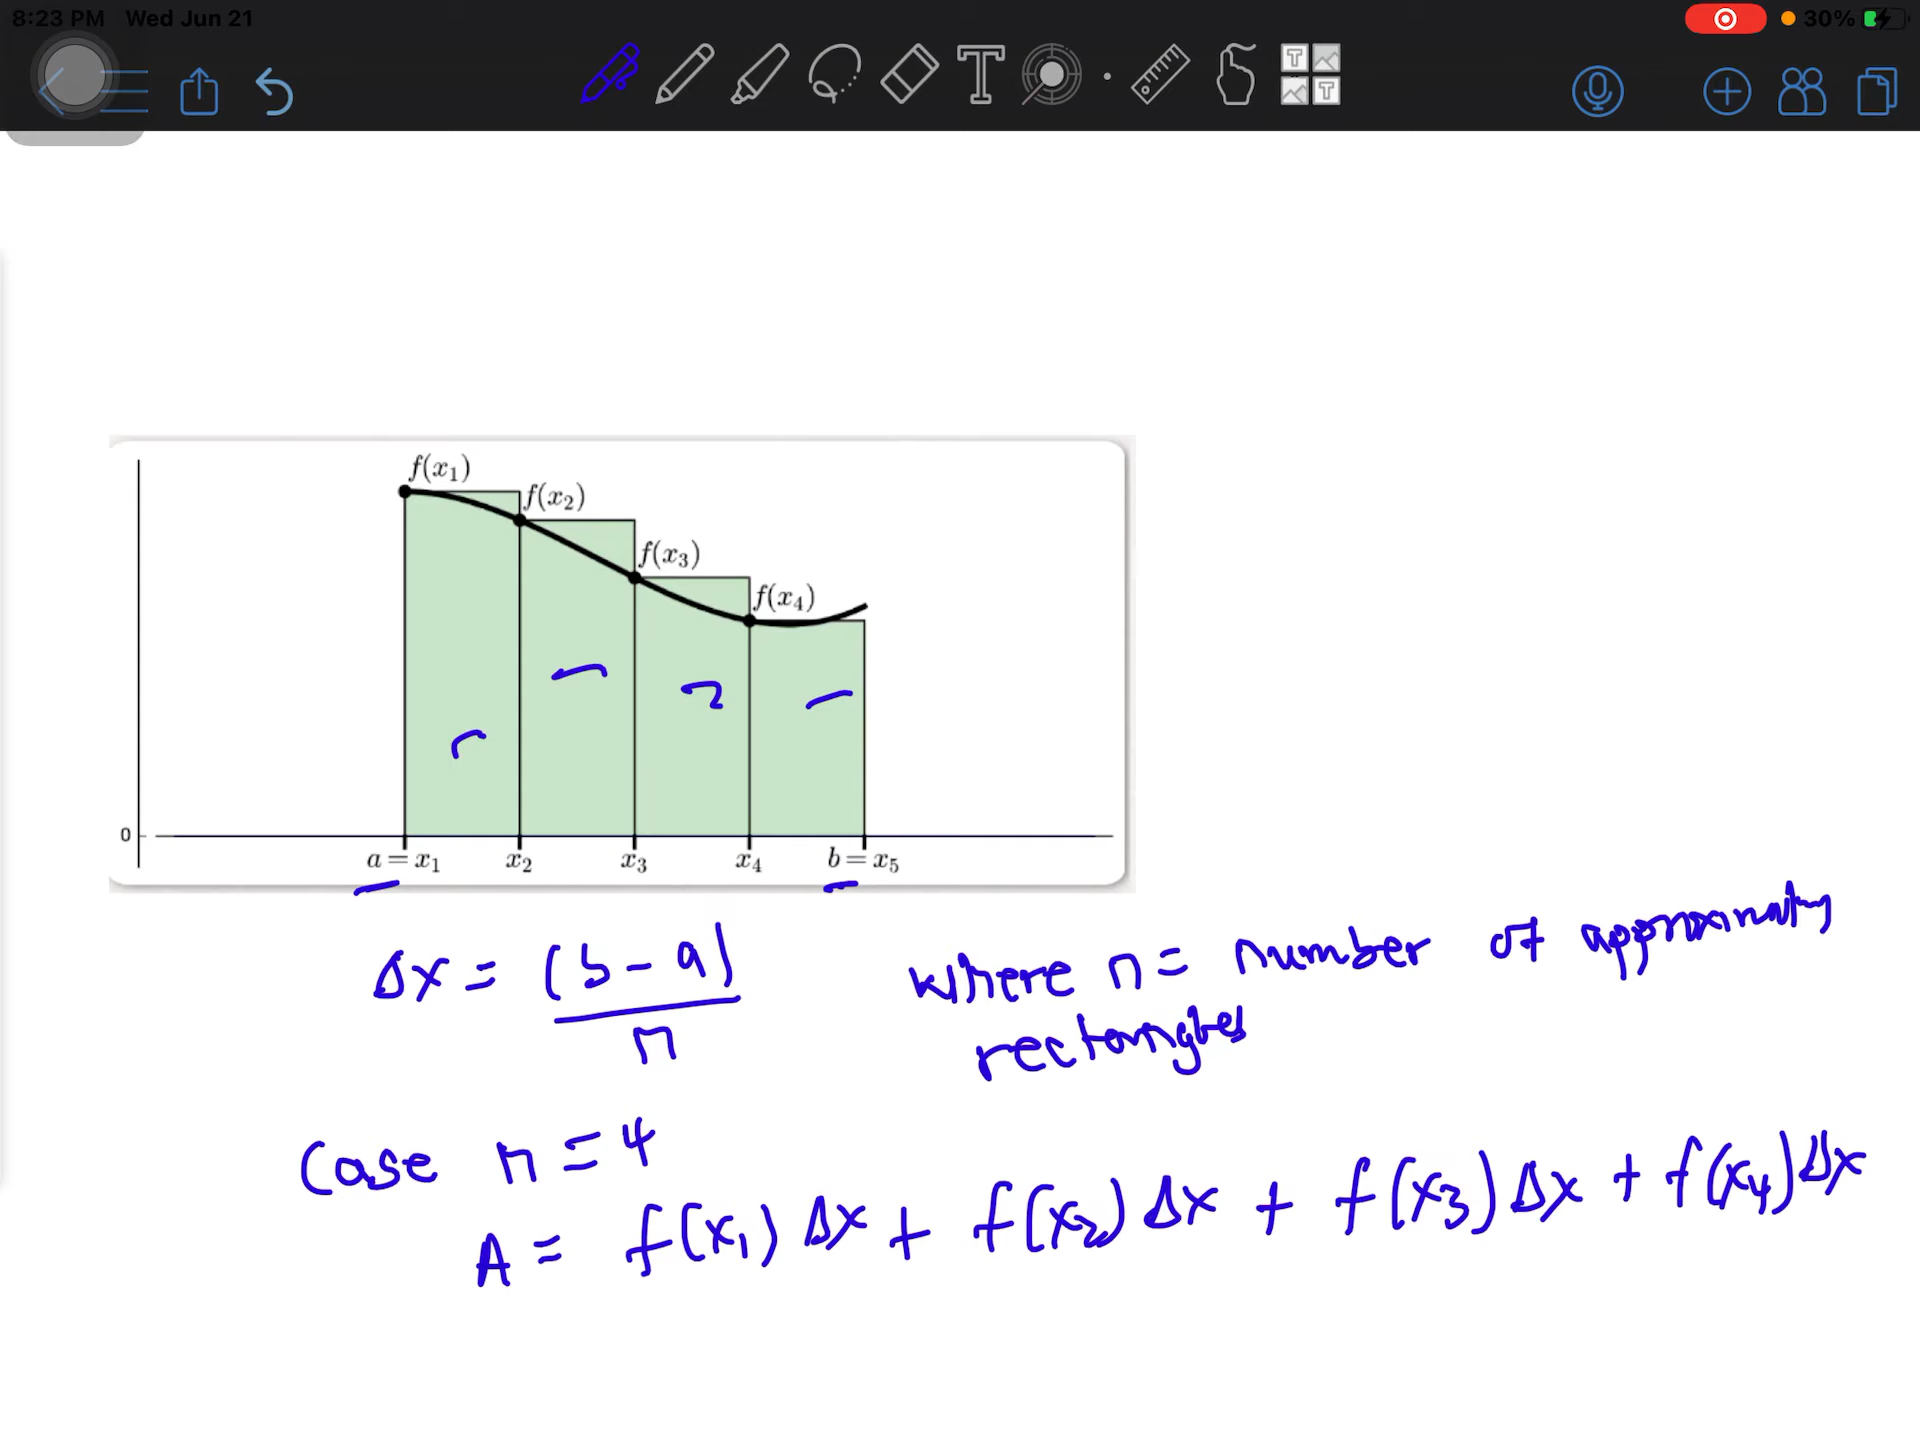 8:23 PM Wed Jun 21
30%
f(x₁)
f(x₂)
f(x₃)
f(x₄)
0
a = x₁ x₂ x₃ x₄ b = x₅
Δx = (b - a) / n where n = number of approximating
rectangles
Case n = 4
A = f(x₁) Δx + f(x₂) Δx + f(x₃) Δx + f(x₄) Δx